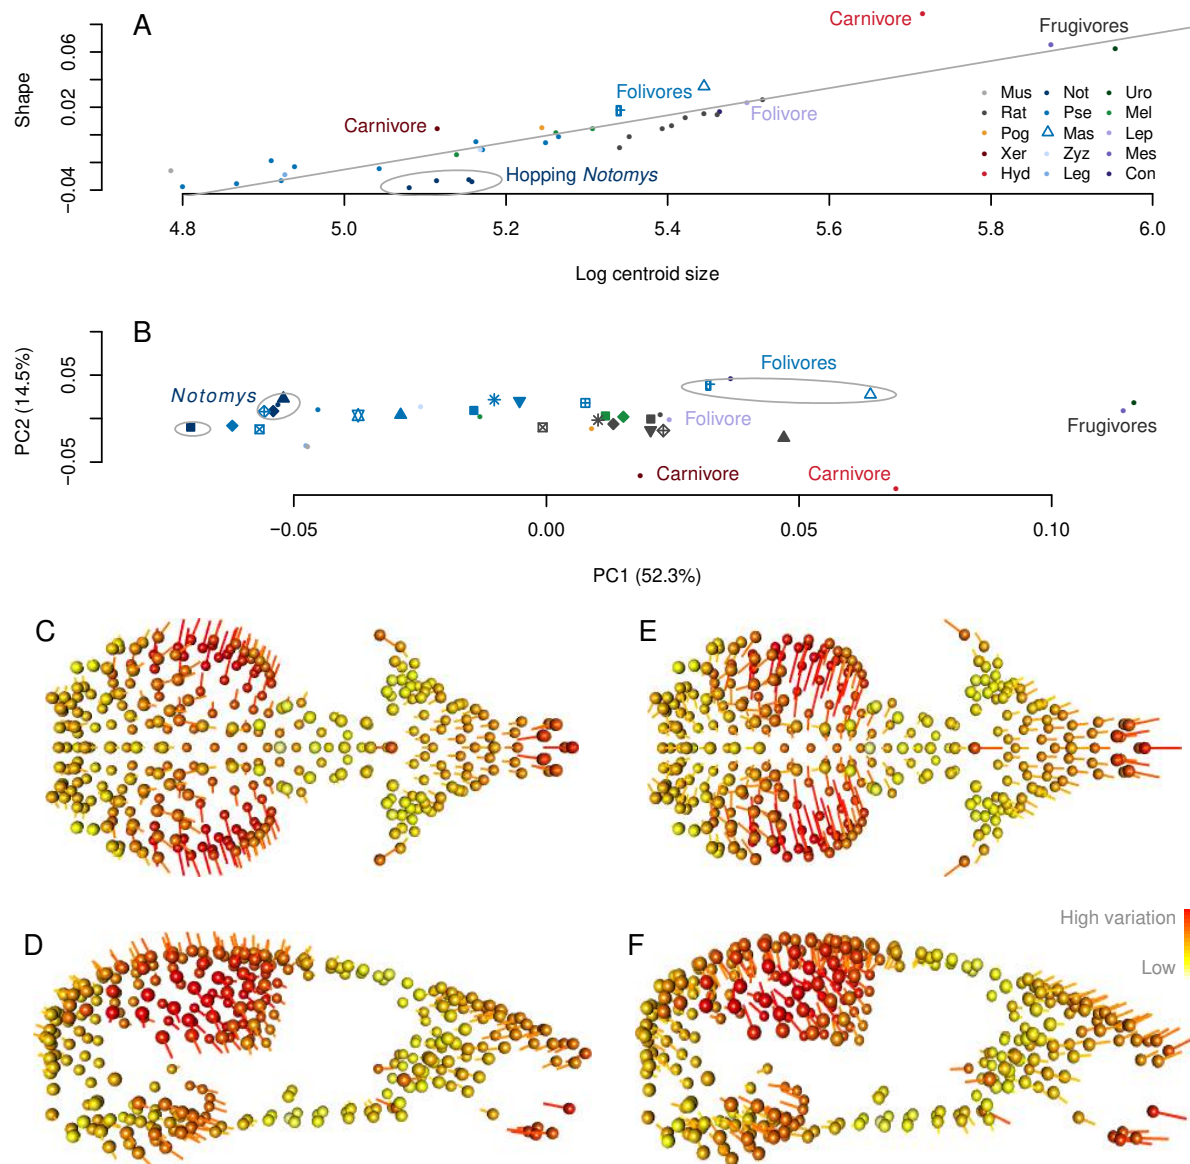 A
Shape
0.06
0.02
−0.04
Carnivore
Frugivores
Folivores
Folivore
Carnivore
Hopping Notomys
Mus Not Uro
Rat Pse Mel
Pog Mas Lep
Xer Zyz Mes
Hyd Leg Con
4.8 5.0 5.2 5.4 5.6 5.8 6.0
Log centroid size
B
PC2 (14.5%)
0.05
−0.05
Notomys
Folivores
Folivore
Frugivores
Carnivore
Carnivore
−0.05 0.00 0.05 0.10
PC1 (52.3%)
C
E
D
F
High variation
Low